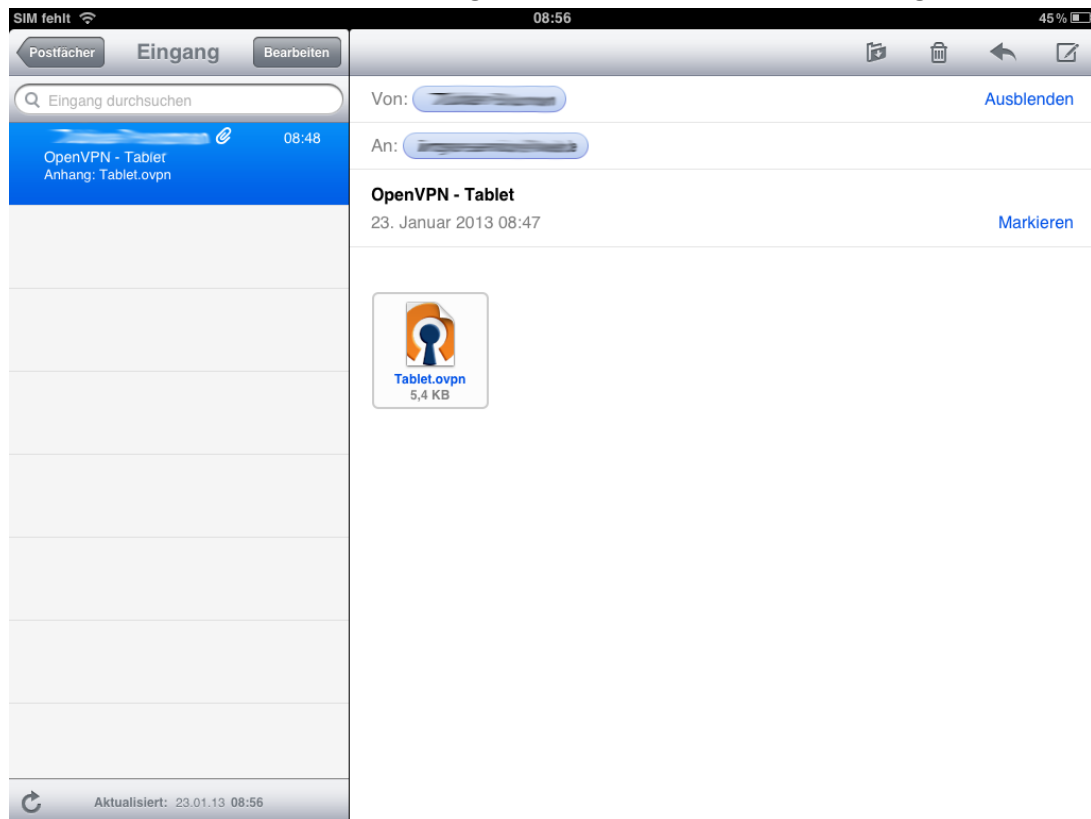 SIM fehlt 08:56 45 %
Postfächer Eingang Bearbeiten
Eingang durchsuchen
08:48
OpenVPN - Tablet
Anhang: Tablet.ovpn
Von: Ausblenden
An:
OpenVPN - Tablet
23. Januar 2013 08:47 Markieren
Tablet.ovpn
5,4 KB
Aktualisiert: 23.01.13 08:56